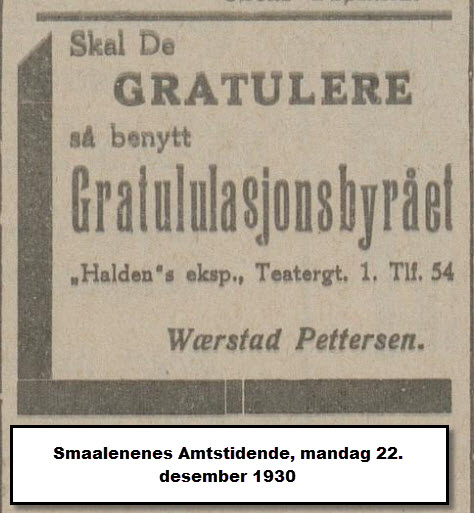 Skal De
GRATULERE
så benytt
Gratululasjonsbyrået
„Halden“s eksp., Teatergt. 1. Tlf. 54
Wærstad Pettersen.
Smaalenenes Amtstidende, mandag 22.
desember 1930